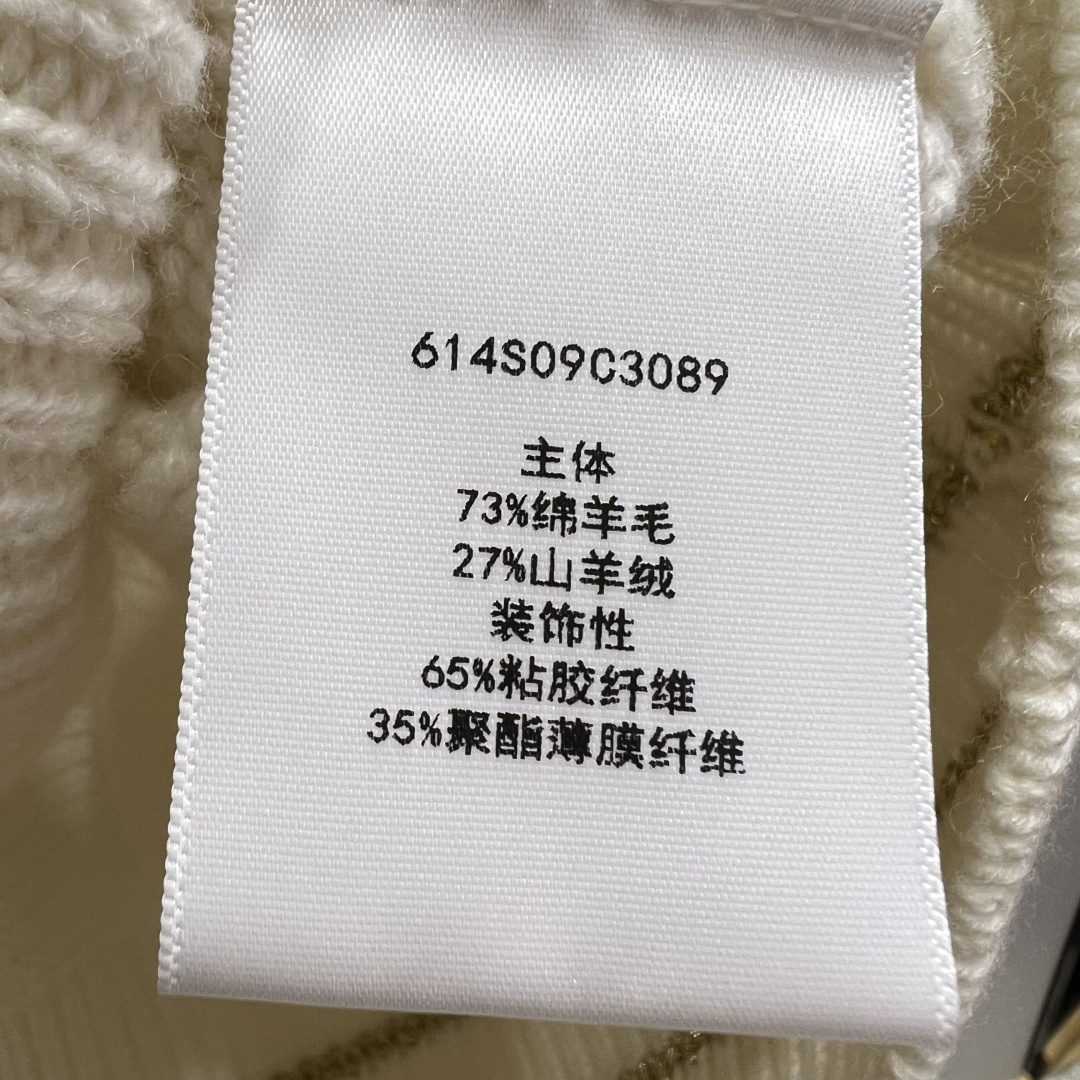 614S09C3089
主体
73%绵羊毛
27%山羊绒
装饰性
65%粘胶纤维
35%聚酯薄膜纤维